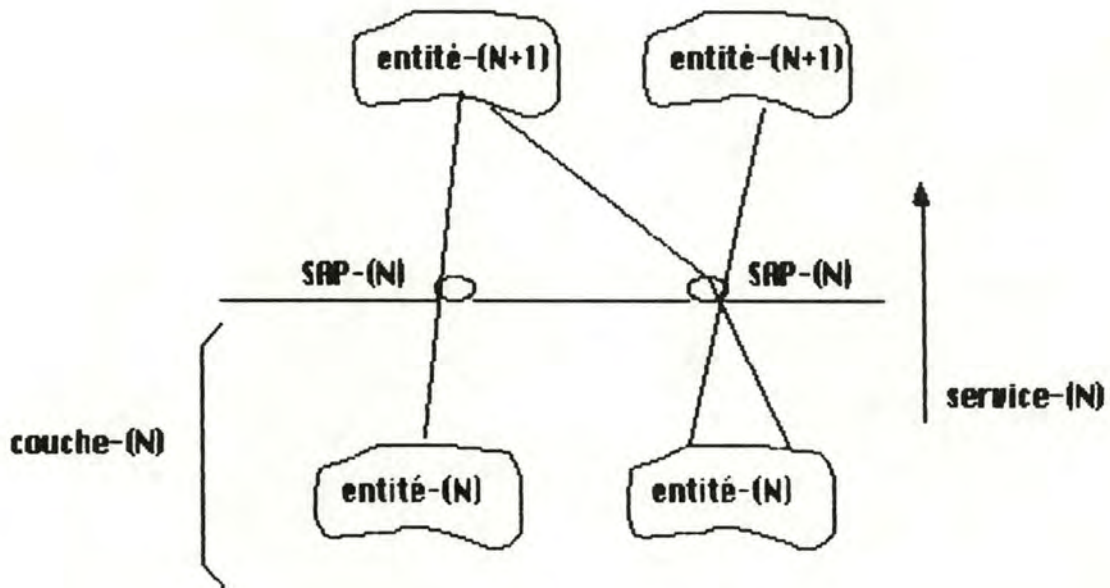 entité-(N+1)
entité-(N+1)
SAP-(N)
SAP-(N)
service-(N)
couche-(N)
entité-(N)
entité-(N)